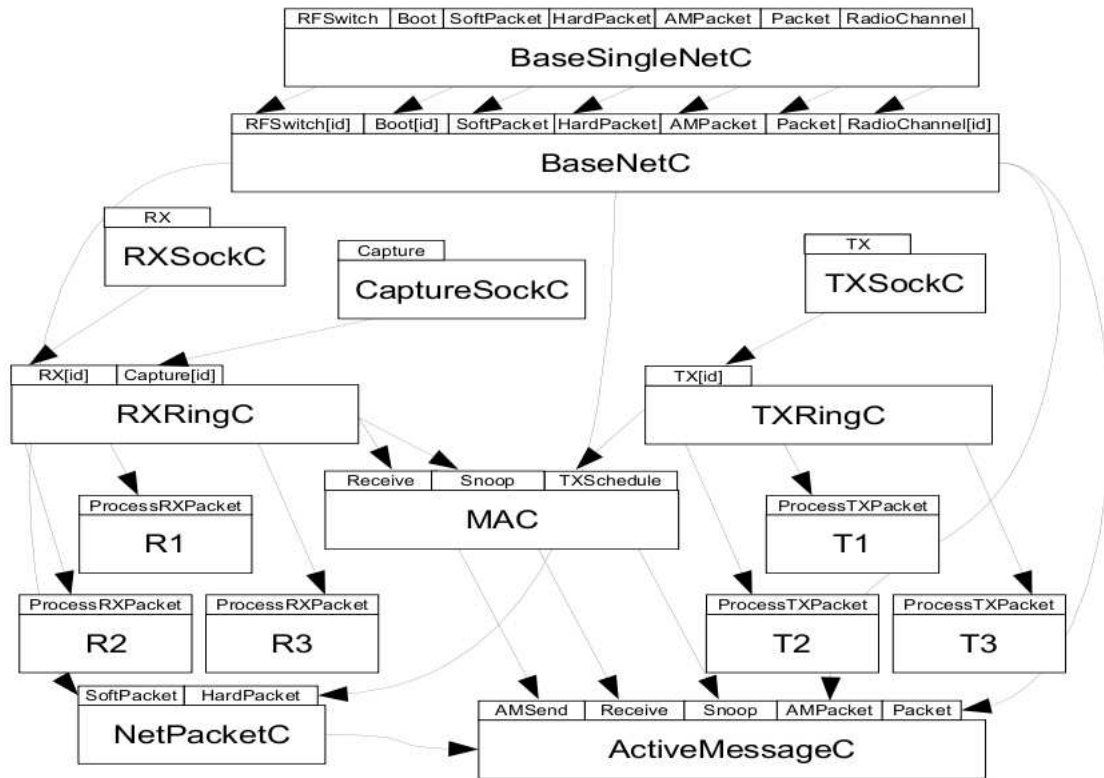 RFSwitch Boot SoftPacket HardPacket AMPacket Packet RadioChannel
BaseSingleNetC
RFSwitch[id] Boot[id] SoftPacket HardPacket AMPacket Packet RadioChannel[id]
BaseNetC
RX
RXSockC
Capture
CaptureSockC
TX
TXSockC
RX[id] Capture[id]
RXRingC
TX[id]
TXRingC
Receive Snoop TXSchedule
MAC
ProcessRXPacket
R1
ProcessTXPacket
T1
ProcessRXPacket
R2
ProcessRXPacket
R3
ProcessTXPacket
T2
ProcessTXPacket
T3
SoftPacket HardPacket
NetPacketC
AMSend Receive Snoop AMPacket Packet
ActiveMessageC